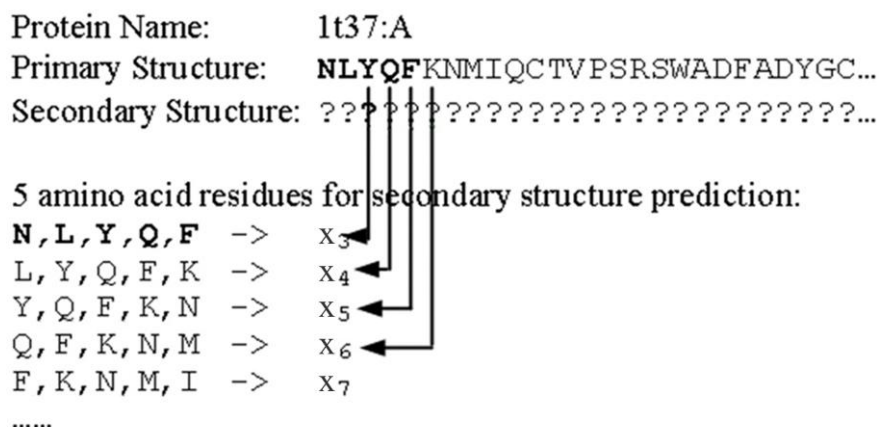 Protein Name: 1t37:A
Primary Structure: NLYQFKNMIQCTVPSRSWADFADYGC...
Secondary Structure: ??????????????????????????...
5 amino acid residues for secondary structure prediction:
N,L,Y,Q,F -> x3
L,Y,Q,F,K -> x4
Y,Q,F,K,N -> x5
Q,F,K,N,M -> x6
F,K,N,M,I -> x7
......